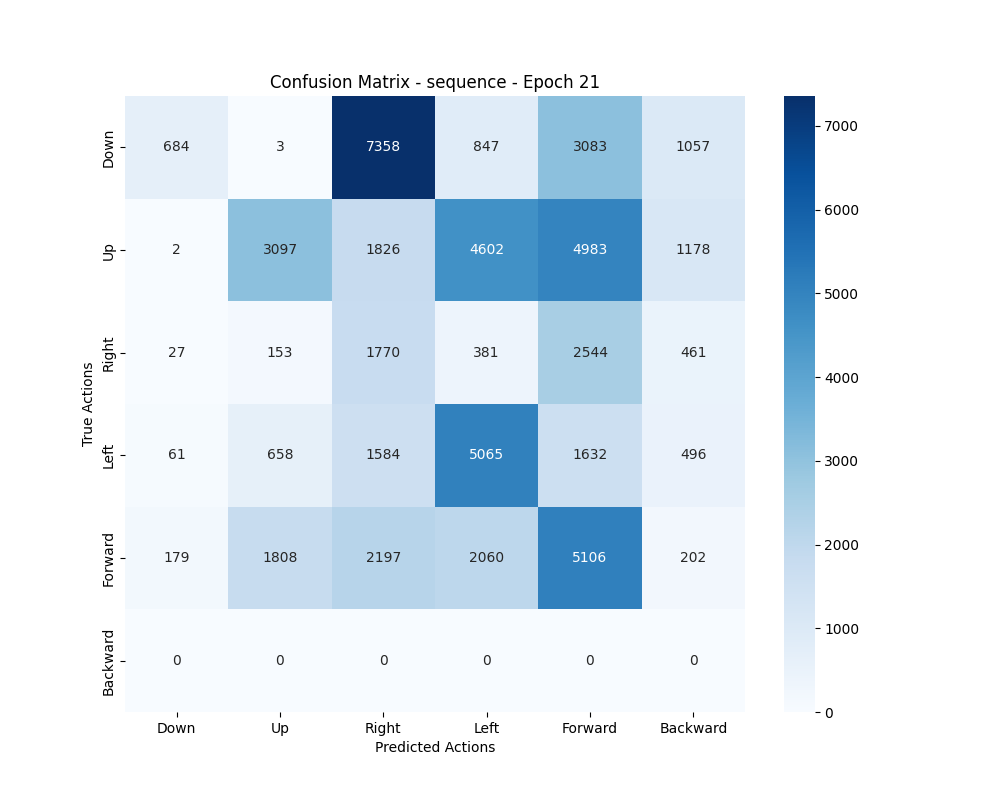 Confusion Matrix - sequence - Epoch 21
True Actions
Down 684 3 7358 847 3083 1057
Up 2 3097 1826 4602 4983 1178
Right 27 153 1770 381 2544 461
Left 61 658 1584 5065 1632 496
Forward 179 1808 2197 2060 5106 202
Backward 0 0 0 0 0 0
Down Up Right Left Forward Backward
Predicted Actions
7000
6000
5000
4000
3000
2000
1000
0